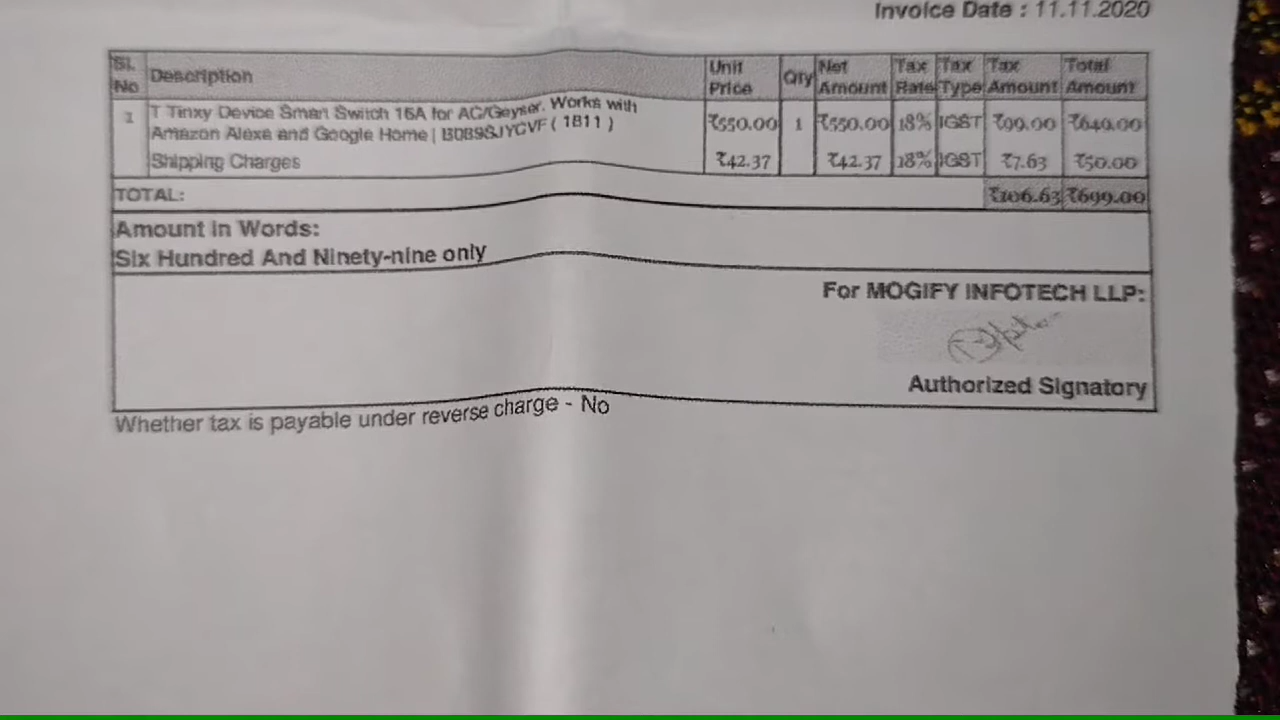 Invoice Date : 11.11.2020
Sl. No Description Unit Price Qty Net Amount Tax Rate Tax Type Tax Amount Total Amount
1 T Tinxy Device Smart Switch 16A for AC/Geyser. Works with
Amazon Alexa and Google Home | B089SJYCVF ( 1811 ) ₹550.00 1 ₹550.00 18% IGST ₹99.00 ₹649.00
Shipping Charges ₹42.37 ₹42.37 18% IGST ₹7.63 ₹50.00
TOTAL: ₹106.63 ₹699.00
Amount in Words:
Six Hundred And Ninety-nine only
For MOGIFY INFOTECH LLP:
Authorized Signatory
Whether tax is payable under reverse charge - No